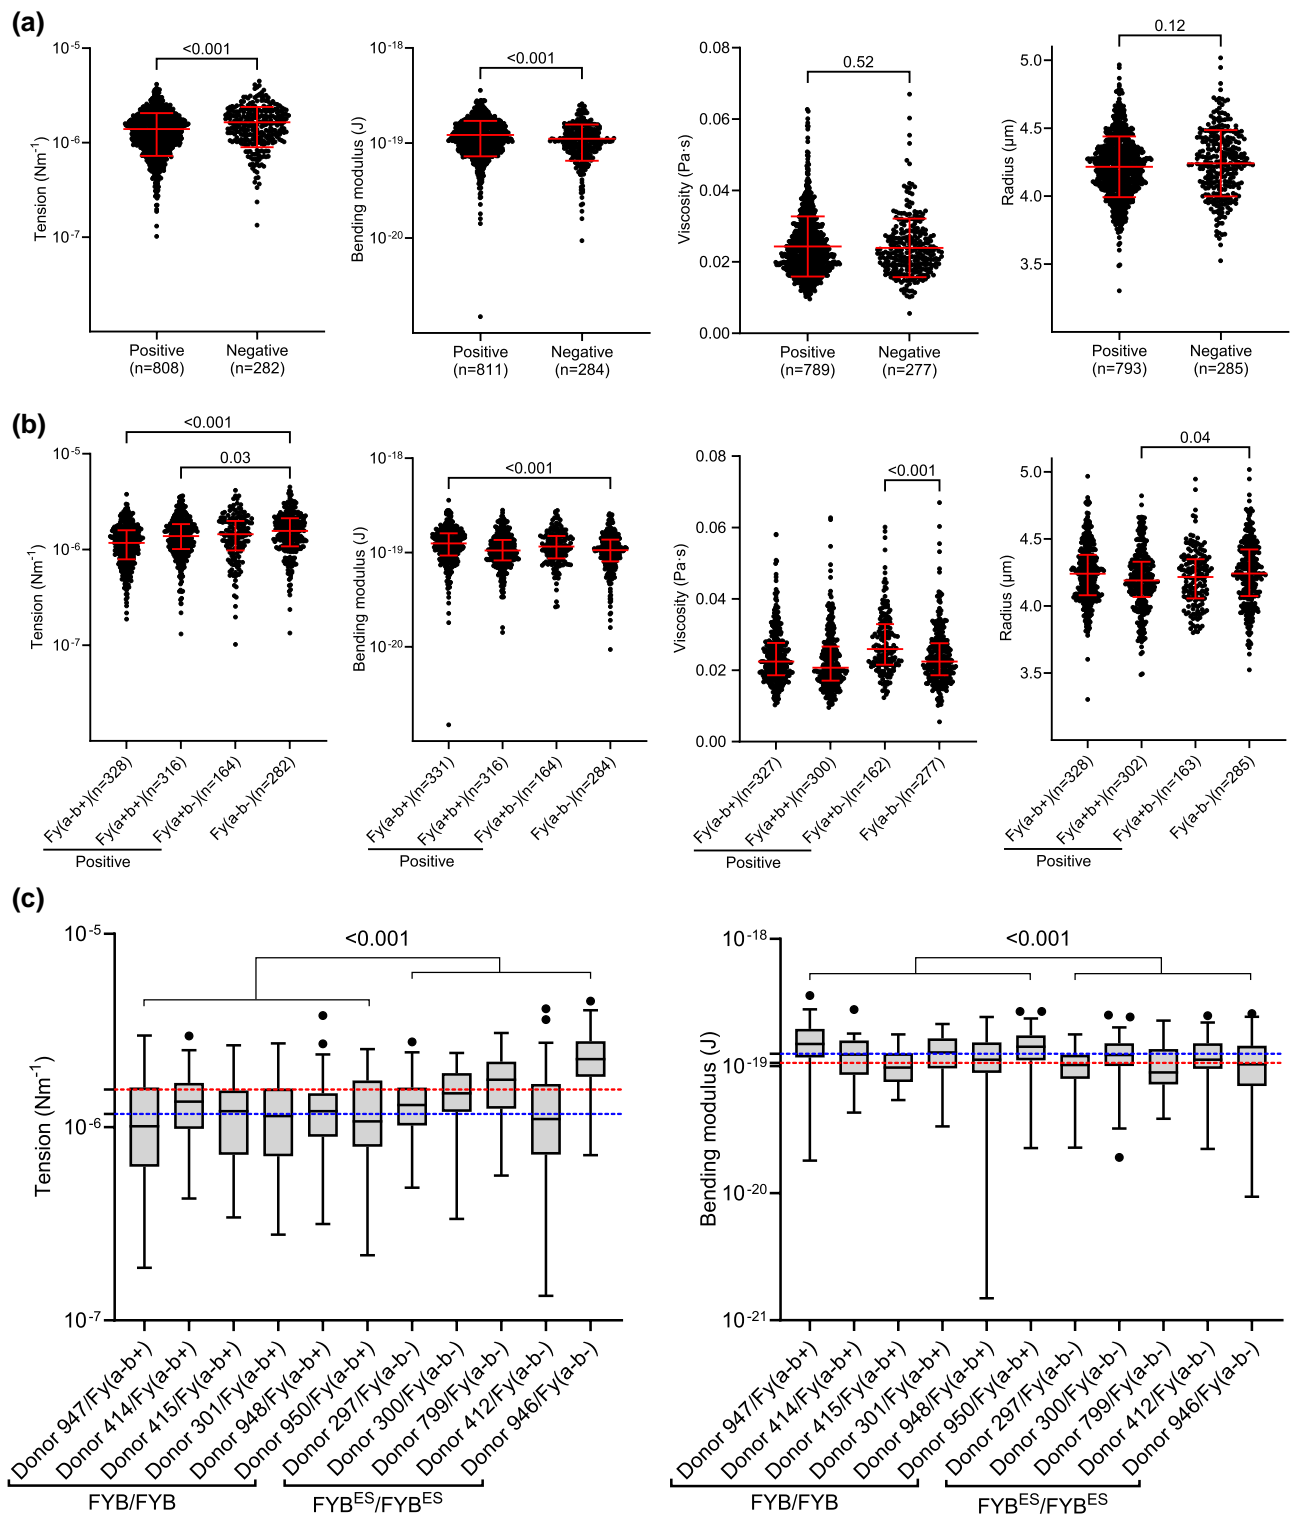 (a)
10-5
10-6
10-7
Tension (Nm-1)
<0.001
Positive
(n=808)
Negative
(n=282)
10-18
10-19
10-20
Bending modulus (J)
<0.001
Positive
(n=811)
Negative
(n=284)
0.08
0.06
0.04
0.02
0.00
Viscosity (Pa·s)
0.52
Positive
(n=789)
Negative
(n=277)
5.0
4.5
4.0
3.5
Radius (μm)
0.12
Positive
(n=793)
Negative
(n=285)
(b)
10-5
10-6
10-7
Tension (Nm-1)
<0.001
0.03
Fy(a-b+)(n=328)
Fy(a+b+)(n=316)
Fy(a+b-)(n=164)
Fy(a-b-)(n=282)
Positive
10-18
10-19
10-20
Bending modulus (J)
<0.001
Fy(a-b+)(n=331)
Fy(a+b+)(n=316)
Fy(a+b-)(n=164)
Fy(a-b-)(n=284)
Positive
0.08
0.06
0.04
0.02
0.00
Viscosity (Pa·s)
<0.001
Fy(a-b+)(n=327)
Fy(a+b+)(n=300)
Fy(a+b-)(n=162)
Fy(a-b-)(n=277)
Positive
5.0
4.5
4.0
3.5
Radius (μm)
0.04
Fy(a-b+)(n=328)
Fy(a+b+)(n=302)
Fy(a+b-)(n=163)
Fy(a-b-)(n=285)
Positive
(c)
10-5
10-6
10-7
Tension (Nm-1)
<0.001
Donor 947/Fy(a-b+)
Donor 414/Fy(a-b+)
Donor 415/Fy(a-b+)
Donor 301/Fy(a-b+)
Donor 948/Fy(a-b+)
Donor 950/Fy(a-b+)
Donor 297/Fy(a-b-)
Donor 300/Fy(a-b-)
Donor 799/Fy(a-b-)
Donor 412/Fy(a-b-)
Donor 946/Fy(a-b-)
FYB/FYB
FYBES/FYBES
10-18
10-19
10-20
10-21
Bending modulus (J)
<0.001
Donor 947/Fy(a-b+)
Donor 414/Fy(a-b+)
Donor 415/Fy(a-b+)
Donor 301/Fy(a-b+)
Donor 948/Fy(a-b+)
Donor 950/Fy(a-b+)
Donor 297/Fy(a-b-)
Donor 300/Fy(a-b-)
Donor 799/Fy(a-b-)
Donor 412/Fy(a-b-)
Donor 946/Fy(a-b-)
FYB/FYB
FYBES/FYBES